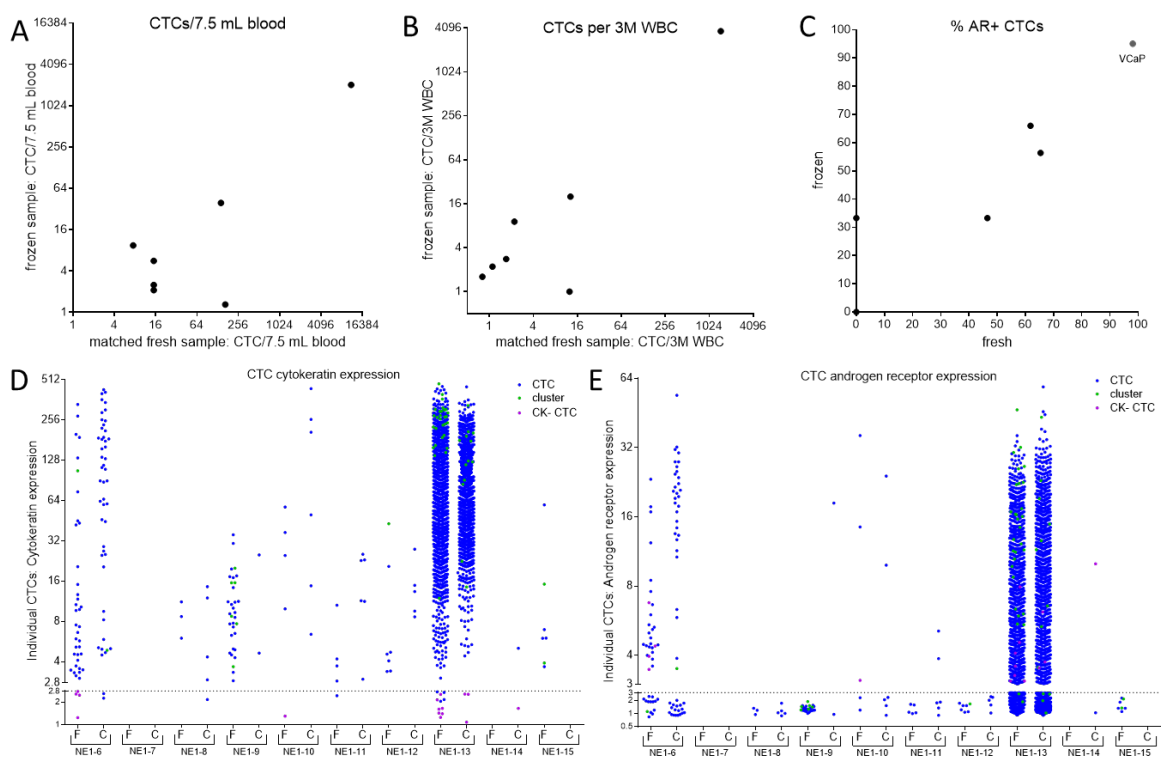 A
CTCs/7.5 mL blood
frozen sample: CTC/7.5 mL blood
16384
4096
1024
256
64
16
4
1
1 4 16 64 256 1024 4096 16384
matched fresh sample: CTC/7.5 mL blood
B
CTCs per 3M WBC
frozen sample: CTC/3M WBC
4096
1024
256
64
16
4
1
1 4 16 64 256 1024 4096
matched fresh sample: CTC/3M WBC
C
% AR+ CTCs
frozen
100
90
80
70
60
50
40
30
20
10
0
VCaP
0 10 20 30 40 50 60 70 80 90 100
fresh
D
CTC cytokeratin expression
Individual CTCs: Cytokeratin expression
512
256
128
64
32
16
8
4
2.8
2.8
2
1
CTC
cluster
CK- CTC
F C F C F C F C F C F C F C F C F C F C
NE1-6 NE1-7 NE1-8 NE1-9 NE1-10 NE1-11 NE1-12 NE1-13 NE1-14 NE1-15
E
CTC androgen receptor expression
Individual CTCs: Androgen receptor expression
64
32
16
8
4
3
3
2
1
0.5
CTC
cluster
CK- CTC
F C F C F C F C F C F C F C F C F C F C
NE1-6 NE1-7 NE1-8 NE1-9 NE1-10 NE1-11 NE1-12 NE1-13 NE1-14 NE1-15